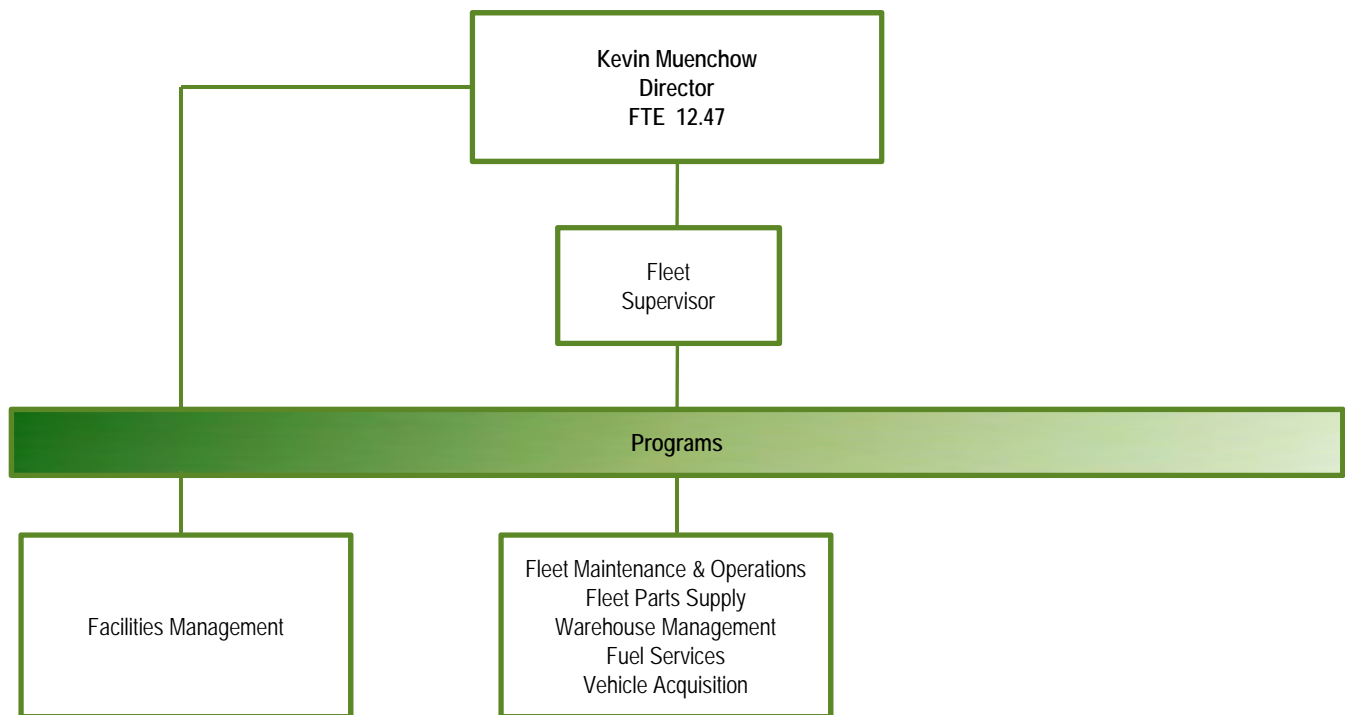 Kevin Muenchow
Director
FTE 12.47
Fleet
Supervisor
Programs
Facilities Management
Fleet Maintenance & Operations
Fleet Parts Supply
Warehouse Management
Fuel Services
Vehicle Acquisition